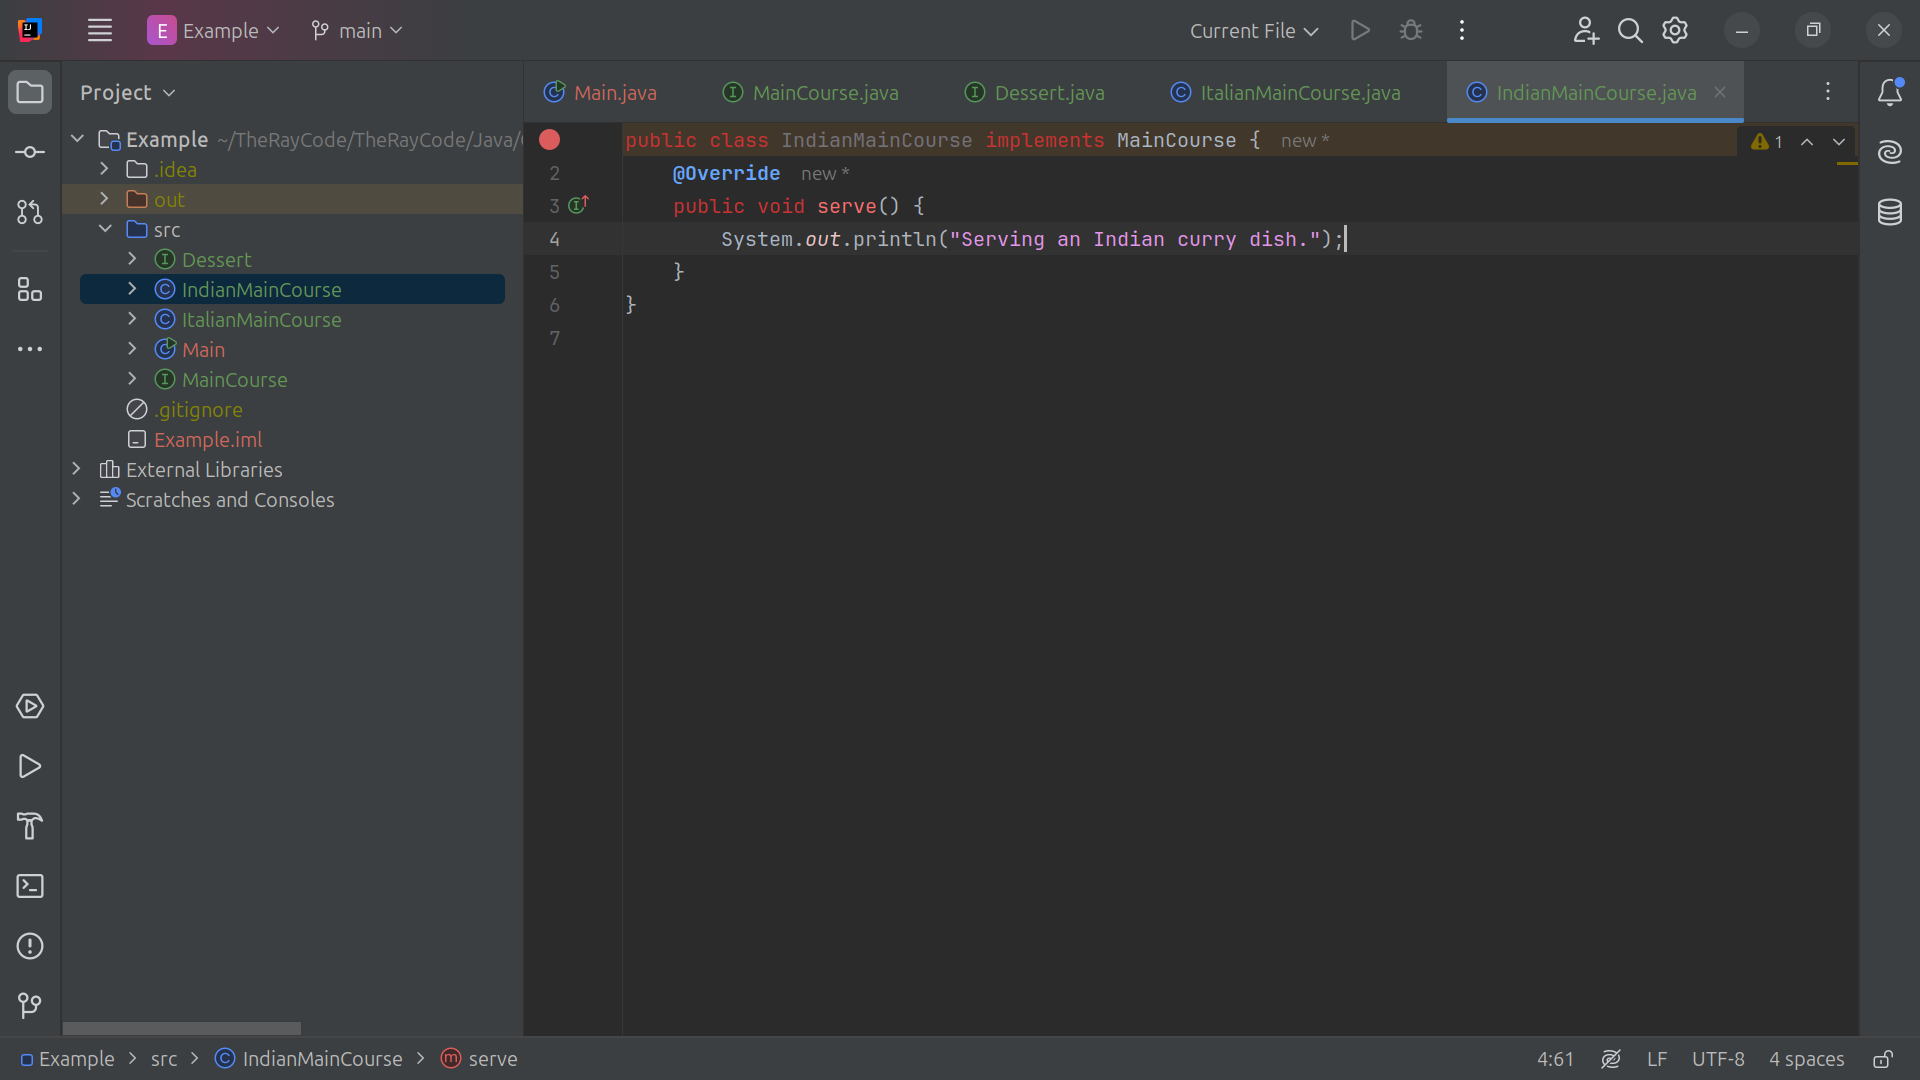 E Example main Current File
Project
Main.java MainCourse.java Dessert.java ItalianMainCourse.java IndianMainCourse.java
Example ~/TheRayCode/TheRayCode/Java/
.idea
out
src
Dessert
IndianMainCourse
ItalianMainCourse
Main
MainCourse
.gitignore
Example.iml
External Libraries
Scratches and Consoles
public class IndianMainCourse implements MainCourse { new *
1
2 @Override new *
3 public void serve() {
4 System.out.println("Serving an Indian curry dish.");
5 }
6 }
7
Example src IndianMainCourse serve
4:61 LF UTF-8 4 spaces